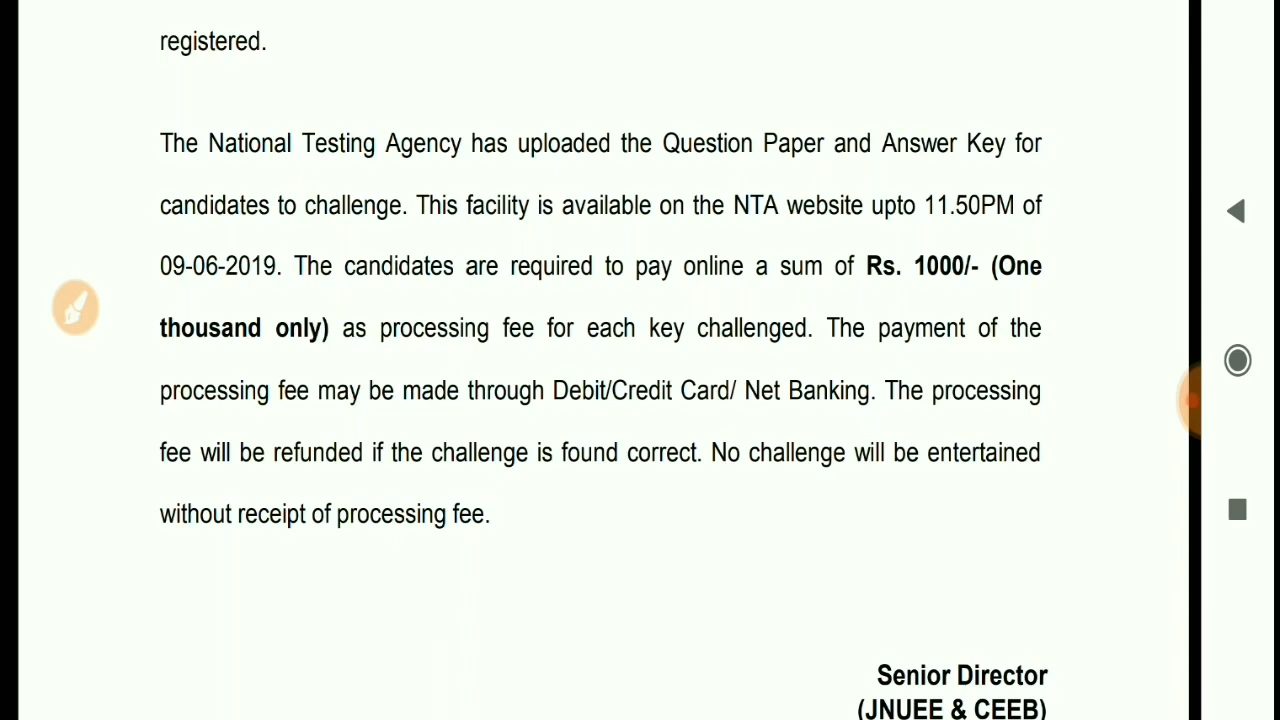 registered.
The National Testing Agency has uploaded the Question Paper and Answer Key for
candidates to challenge. This facility is available on the NTA website upto 11.50PM of
09-06-2019. The candidates are required to pay online a sum of Rs. 1000/- (One
thousand only) as processing fee for each key challenged. The payment of the
processing fee may be made through Debit/Credit Card/ Net Banking. The processing
fee will be refunded if the challenge is found correct. No challenge will be entertained
without receipt of processing fee.
Senior Director
(JNUEE & CEEB)